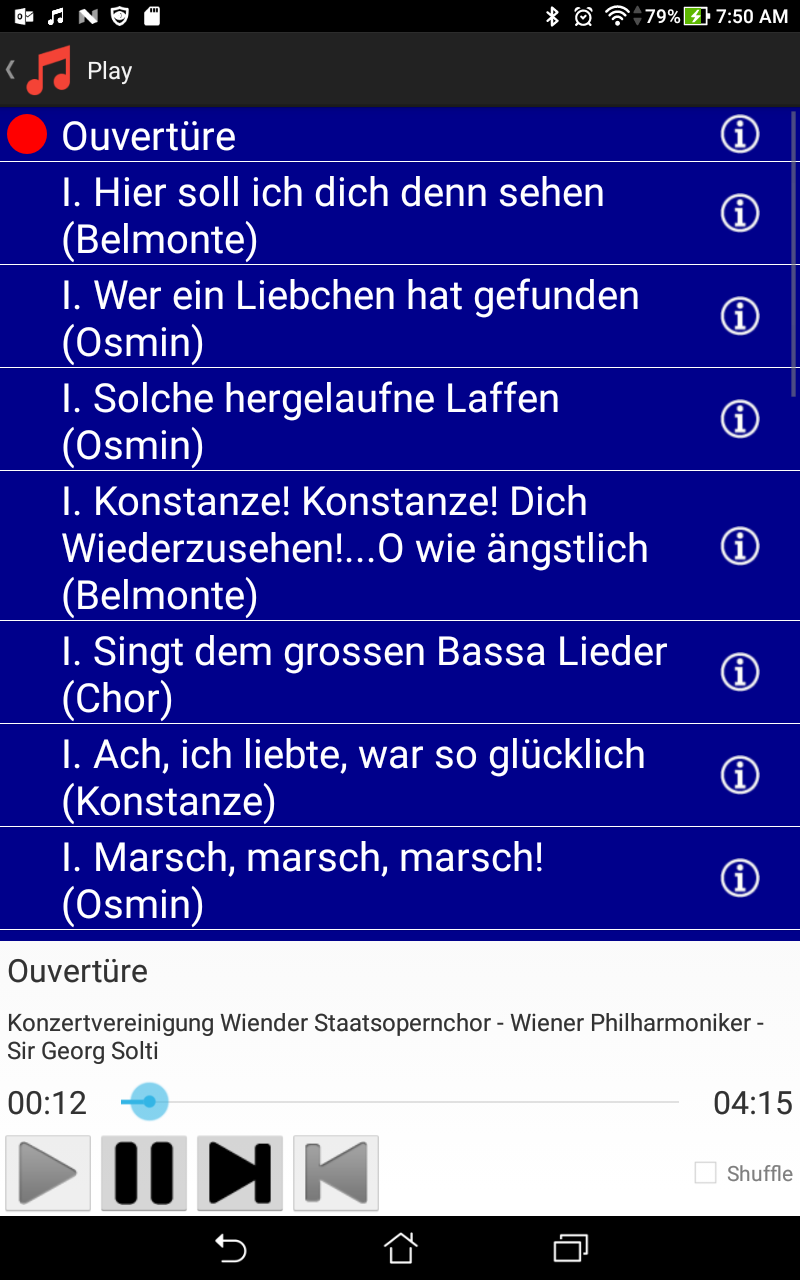 79% 7:50 AM
Play
Ouvertüre
I. Hier soll ich dich denn sehen
(Belmonte)
I. Wer ein Liebchen hat gefunden
(Osmin)
I. Solche hergelaufne Laffen
(Osmin)
I. Konstanze! Konstanze! Dich
Wiederzusehen!...O wie ängstlich
(Belmonte)
I. Singt dem grossen Bassa Lieder
(Chor)
I. Ach, ich liebte, war so glücklich
(Konstanze)
I. Marsch, marsch, marsch!
(Osmin)
Ouvertüre
Konzertvereinigung Wiender Staatsopernchor - Wiener Philharmoniker -
Sir Georg Solti
00:12 04:15
Shuffle